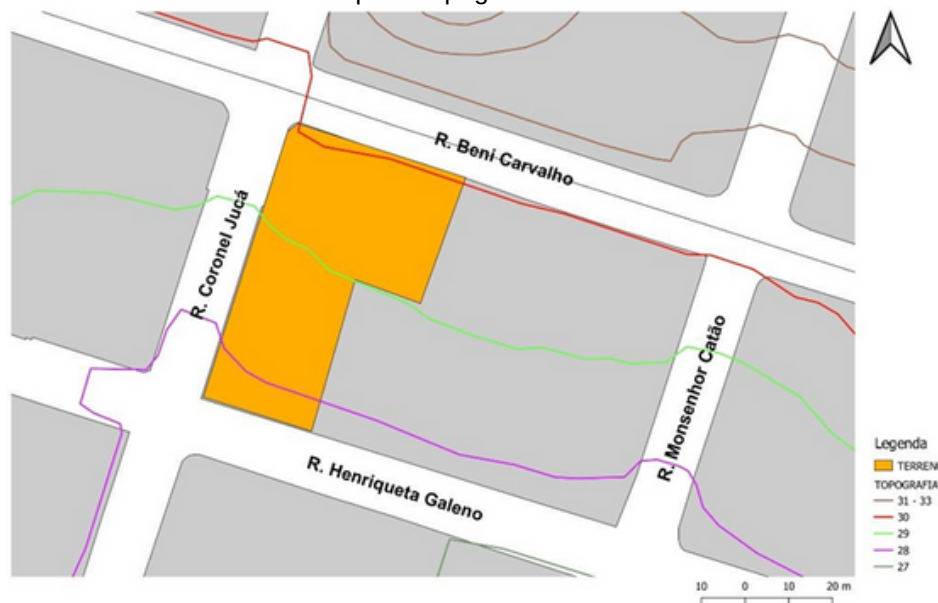 R. Beni Carvalho
R. Coronel Jucá
R. Monsenhor Catão
R. Henriqueta Galeno
Legenda
TERRENO
TOPOGRAFIA
31 - 33
30
29
28
27
10 0 10 20 m